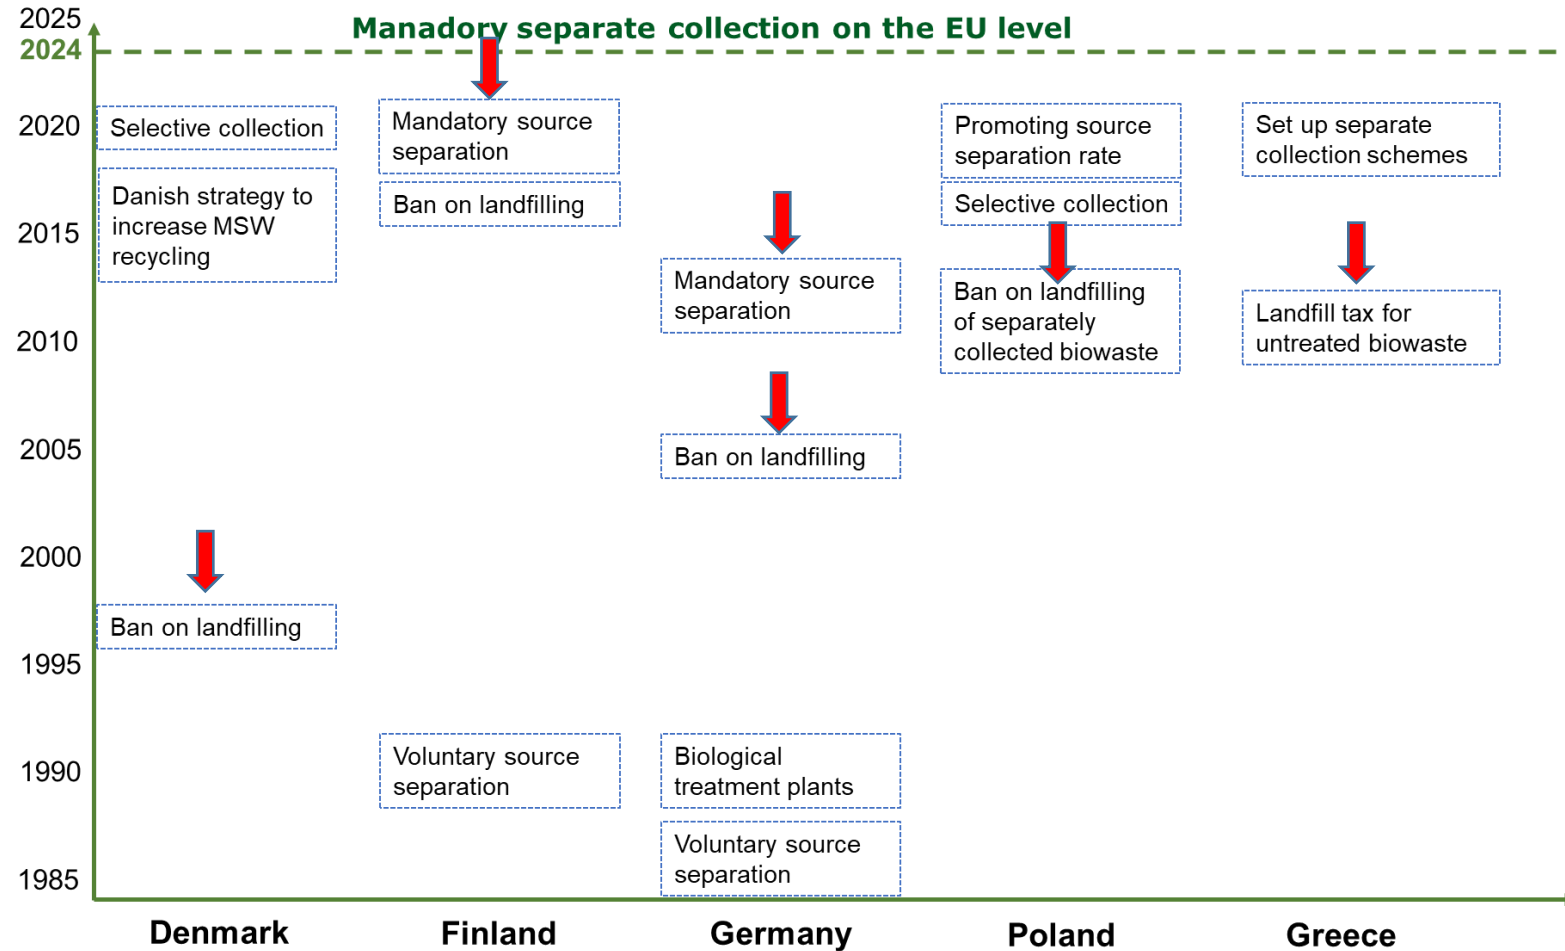 2025
Manadory separate collection on the EU level
2024
2020
2015
2010
2005
2000
1995
1990
1985
Selective collection
Danish strategy to
increase MSW
recycling
Ban on landfilling
Mandatory source
separation
Ban on landfilling
Voluntary source
separation
Mandatory source
separation
Ban on landfilling
Biological
treatment plants
Voluntary source
separation
Promoting source
separation rate
Selective collection
Ban on landfilling
of separately
collected biowaste
Set up separate
collection schemes
Landfill tax for
untreated biowaste
Denmark
Finland
Germany
Poland
Greece